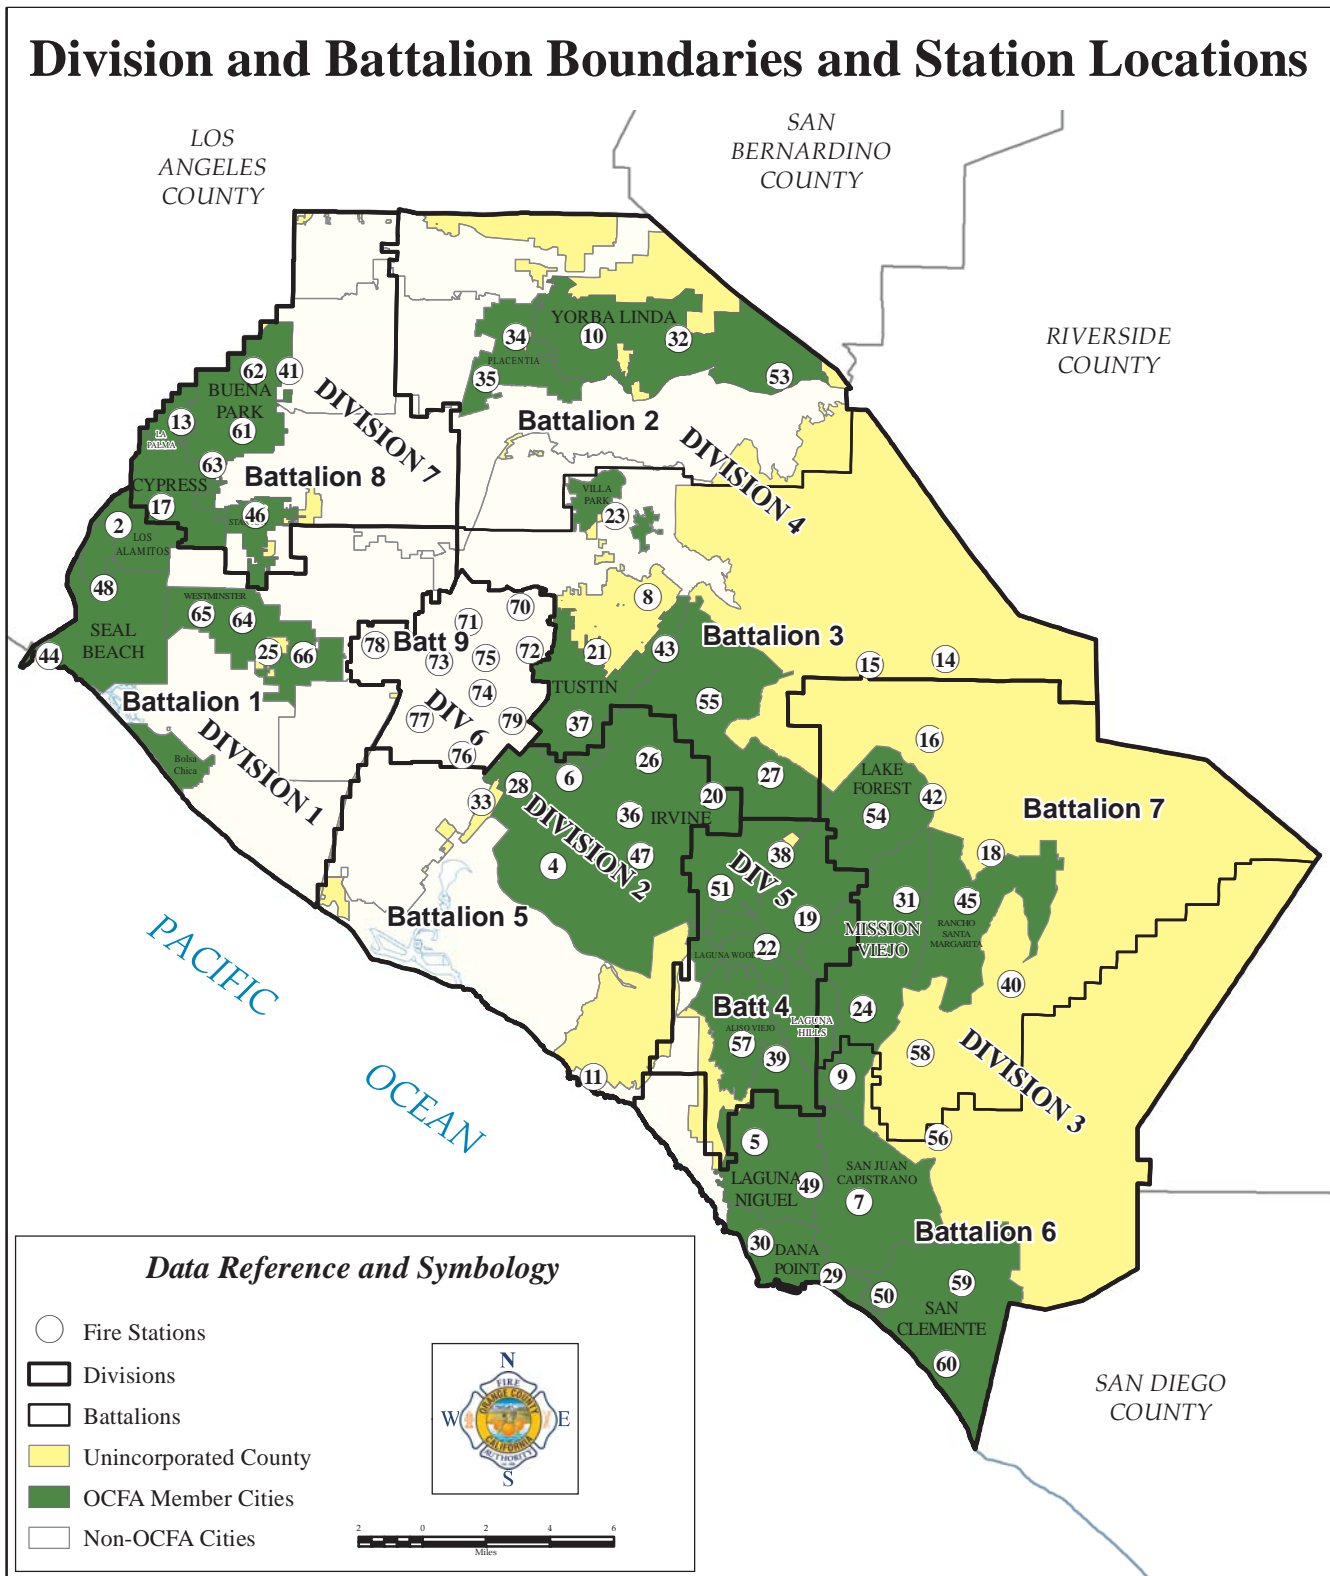 Division and Battalion Boundaries and Station Locations
LOS
ANGELES
COUNTY
SAN
BERNARDINO
COUNTY
RIVERSIDE
COUNTY
YORBA LINDA
34
10
32
PLACENTIA
35
53
62
41
BUENA
PARK
13
LA
PALMA
61
DIVISION 7
Battalion 2
DIVISION 4
63
Battalion 8
CYPRESS
17
46
VILLA
PARK
23
2
LOS
ALAMITOS
48
WESTMINSTER
65
64
SEAL
BEACH
44
25
66
8
70
71
78
Batt 9
73
75
72
21
43
Battalion 3
15
14
TUSTIN
55
74
77
DIV 6
79
37
76
Battalion 1
DIVISION 1
Bolsa
Chica
16
26
27
6
28
LAKE
FOREST
42
54
33
20
36
IRVINE
DIVISION 2
Battalion 7
4
47
38
DIV 5
51
18
19
31
45
MISSION
VIEJO
RANCHO
SANTA
MARGARITA
Battalion 5
22
PACIFIC
OCEAN
40
24
Batt 4
ALISO VIEJO
LAGUNA
HILLS
57
39
58
DIVISION 3
11
9
5
56
SAN JUAN
CAPISTRANO
LAGUNA
NIGUEL
49
7
Battalion 6
30
DANA
POINT
29
50
59
SAN
CLEMENTE
60
SAN DIEGO
COUNTY
Data Reference and Symbology
Fire Stations
Divisions
Battalions
Unincorporated County
OCFA Member Cities
Non-OCFA Cities
N
W
E
S
FIRE
ORANGE COUNTY
CALIFORNIA
AUTHORITY
2 0 2 4 6
Miles